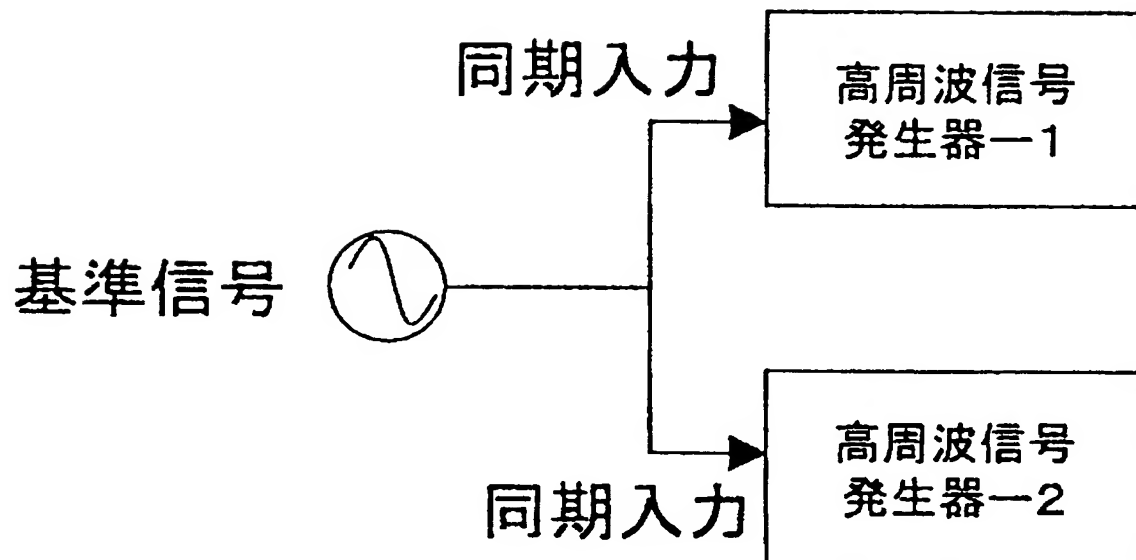 同期入力
高周波信号
発生器ー1
基準信号
高周波信号
発生器ー2
同期入力